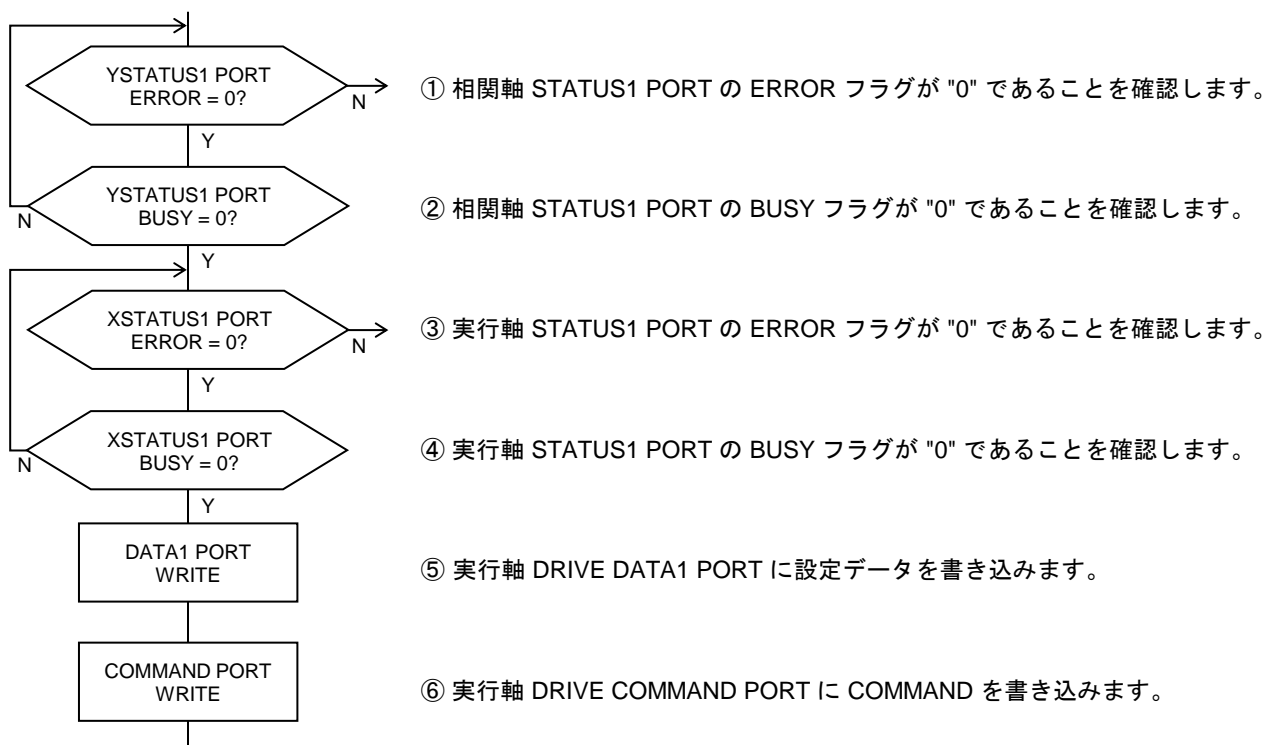 YSTATUS1 PORT
ERROR = 0?
N
① 相関軸 STATUS1 PORT の ERROR フラグが "0" であることを確認します。
Y
YSTATUS1 PORT
BUSY = 0?
N
② 相関軸 STATUS1 PORT の BUSY フラグが "0" であることを確認します。
Y
XSTATUS1 PORT
ERROR = 0?
N
③ 実行軸 STATUS1 PORT の ERROR フラグが "0" であることを確認します。
Y
XSTATUS1 PORT
BUSY = 0?
N
④ 実行軸 STATUS1 PORT の BUSY フラグが "0" であることを確認します。
Y
DATA1 PORT
WRITE
⑤ 実行軸 DRIVE DATA1 PORT に設定データを書き込みます。
COMMAND PORT
WRITE
⑥ 実行軸 DRIVE COMMAND PORT に COMMAND を書き込みます。